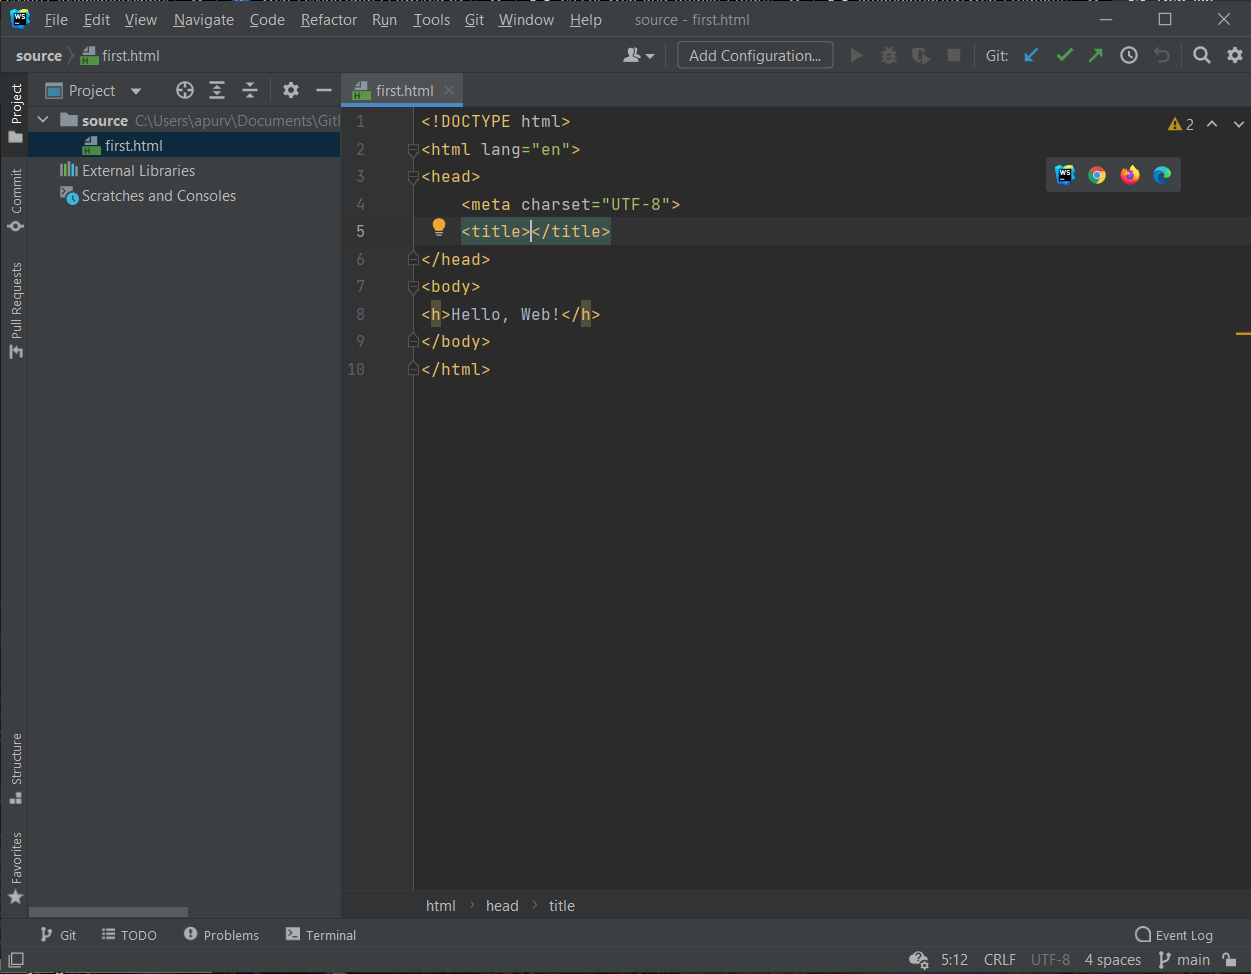 File Edit View Navigate Code Refactor Run Tools Git Window Help source - first.html
source first.html Add Configuration... Git:
Project
Project
first.html
source C:\Users\apurv\Documents\Gitl
first.html
External Libraries
Scratches and Consoles
Commit
Pull Requests
Structure
Favorites
1 <!DOCTYPE html>
2 <html lang="en">
3 <head>
4 <meta charset="UTF-8">
5 <title></title>
6 </head>
7 <body>
8 <h>Hello, Web!</h>
9 </body>
10 </html>
2
WS
html head title
Git TODO Problems Terminal Event Log
5:12 CRLF UTF-8 4 spaces main